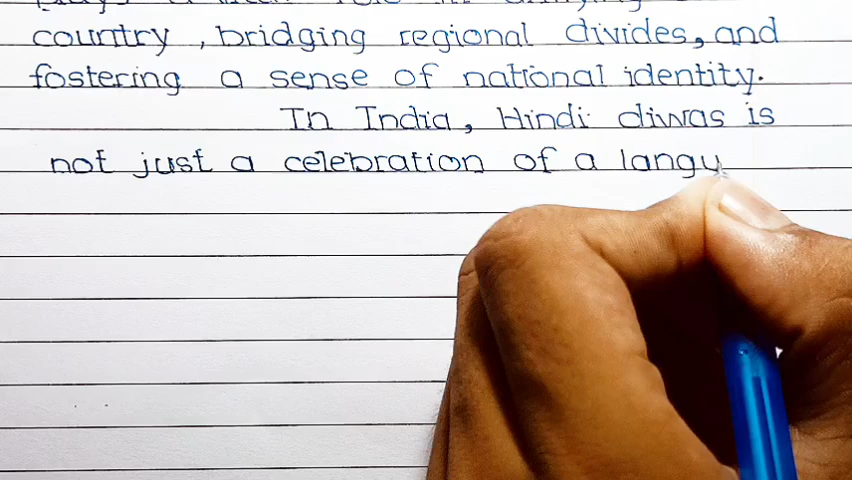 country , bridging regional divides, and
fostering a sense of national identity.
In India, Hindi diwas is
not just a celebration of a langu